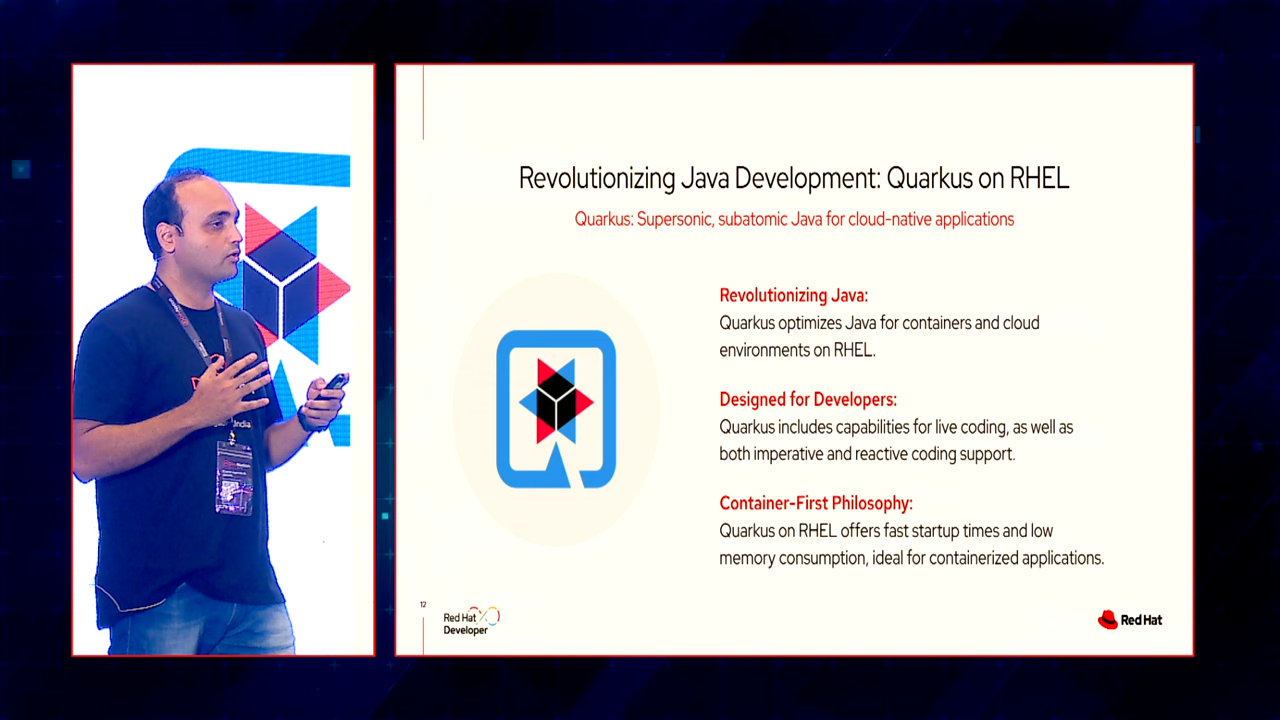 Revolutionizing Java Development: Quarkus on RHEL
Quarkus: Supersonic, subatomic Java for cloud-native applications
Revolutionizing Java:
Quarkus optimizes Java for containers and cloud
environments on RHEL.
Designed for Developers:
Quarkus includes capabilities for live coding, as well as
both imperative and reactive coding support.
Container-First Philosophy:
Quarkus on RHEL offers fast startup times and low
memory consumption, ideal for containerized applications.
12
Red Hat
Developer
Red Hat